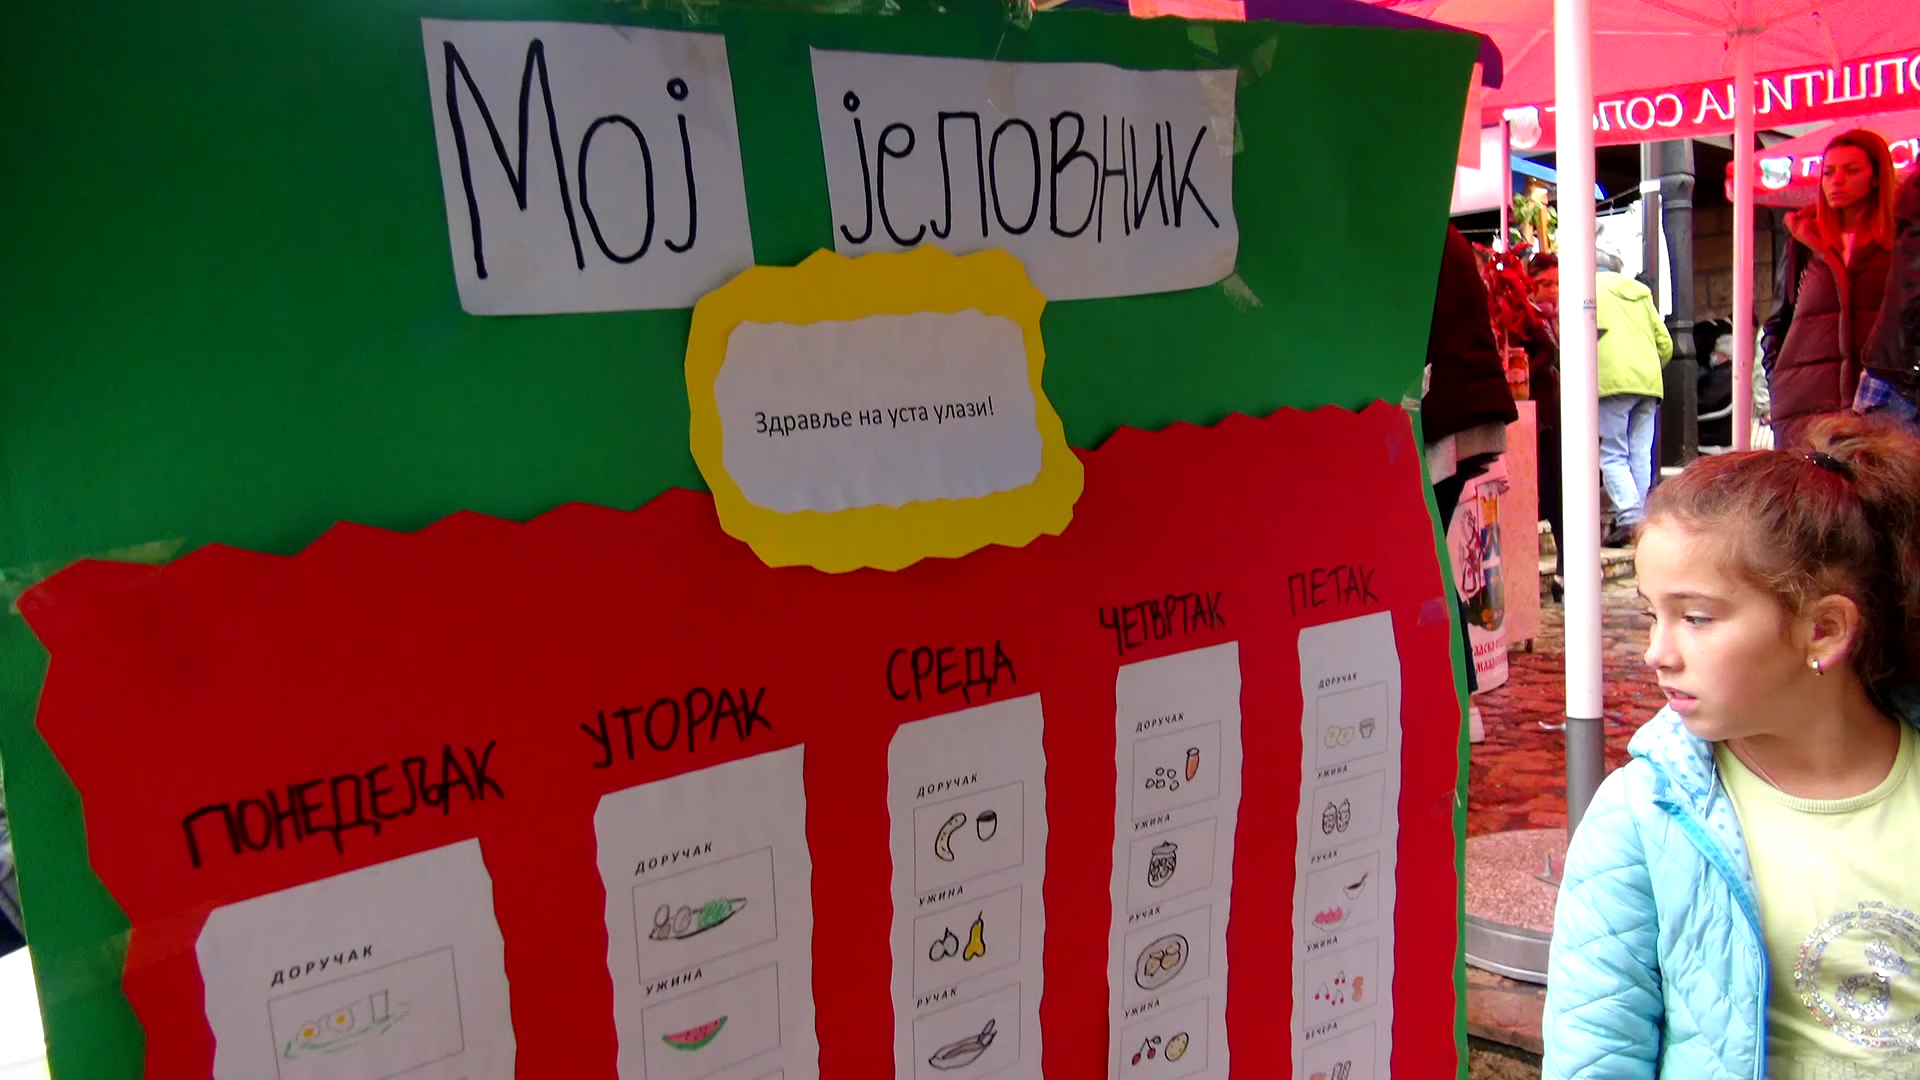 Мој јеловник
Здравље на уста улази!
ПОНЕДЕЉАК
ДОРУЧАК
УТОРАК
ДОРУЧАК
УЖИНА
СРЕДА
ДОРУЧАК
УЖИНА
РУЧАК
ЧЕТВРТАК
ДОРУЧАК
УЖИНА
РУЧАК
УЖИНА
ПЕТАК
ДОРУЧАК
УЖИНА
РУЧАК
УЖИНА
ВЕЧЕРА
ОПШТИНА